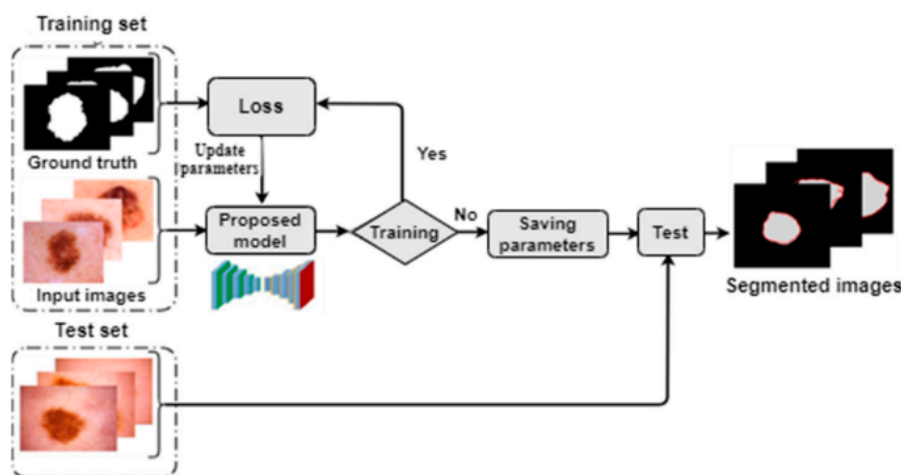 Training set
Loss
Ground truth
Update
parameters
Yes
Proposed
model
Training
No
Saving
parameters
Test
Input images
Segmented images
Test set